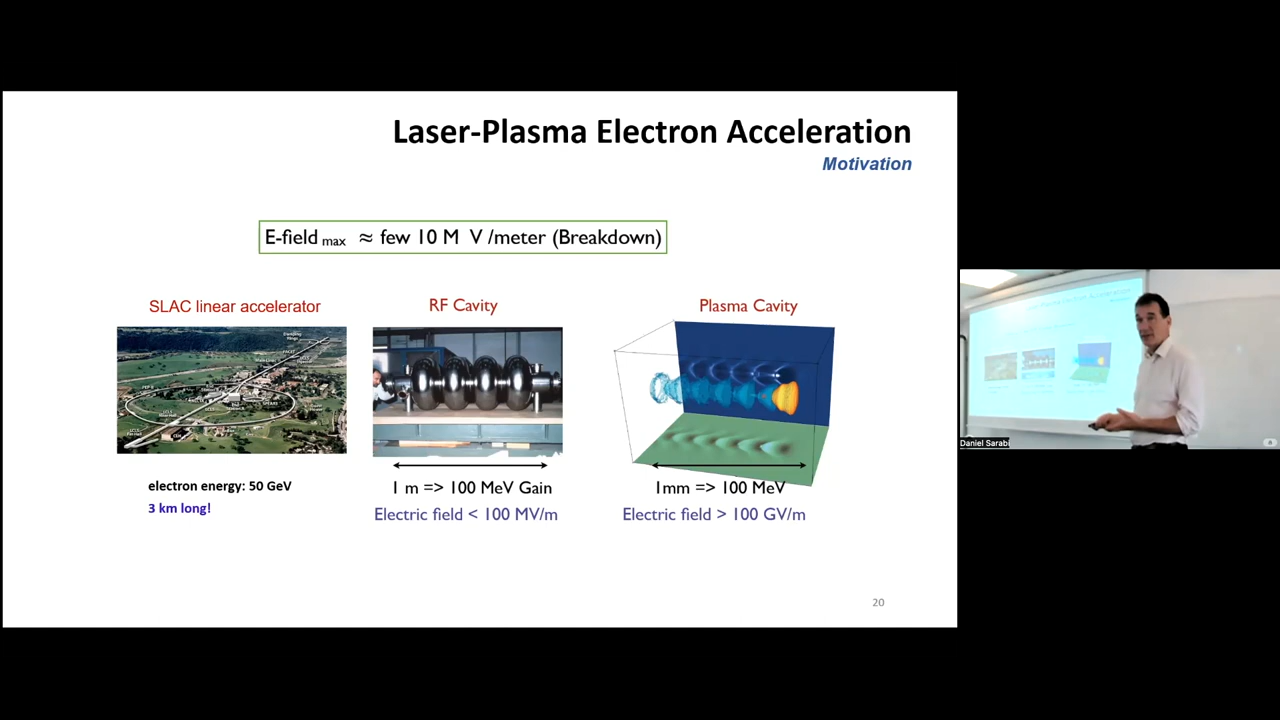 Laser-Plasma Electron Acceleration
Motivation
E-field max ≈ few 10 M V /meter (Breakdown)
SLAC linear accelerator
RF Cavity
Plasma Cavity
electron energy: 50 GeV
3 km long!
1 m => 100 MeV Gain
Electric field < 100 MV/m
1mm => 100 MeV
Electric field > 100 GV/m
20
Daniel Sarabi